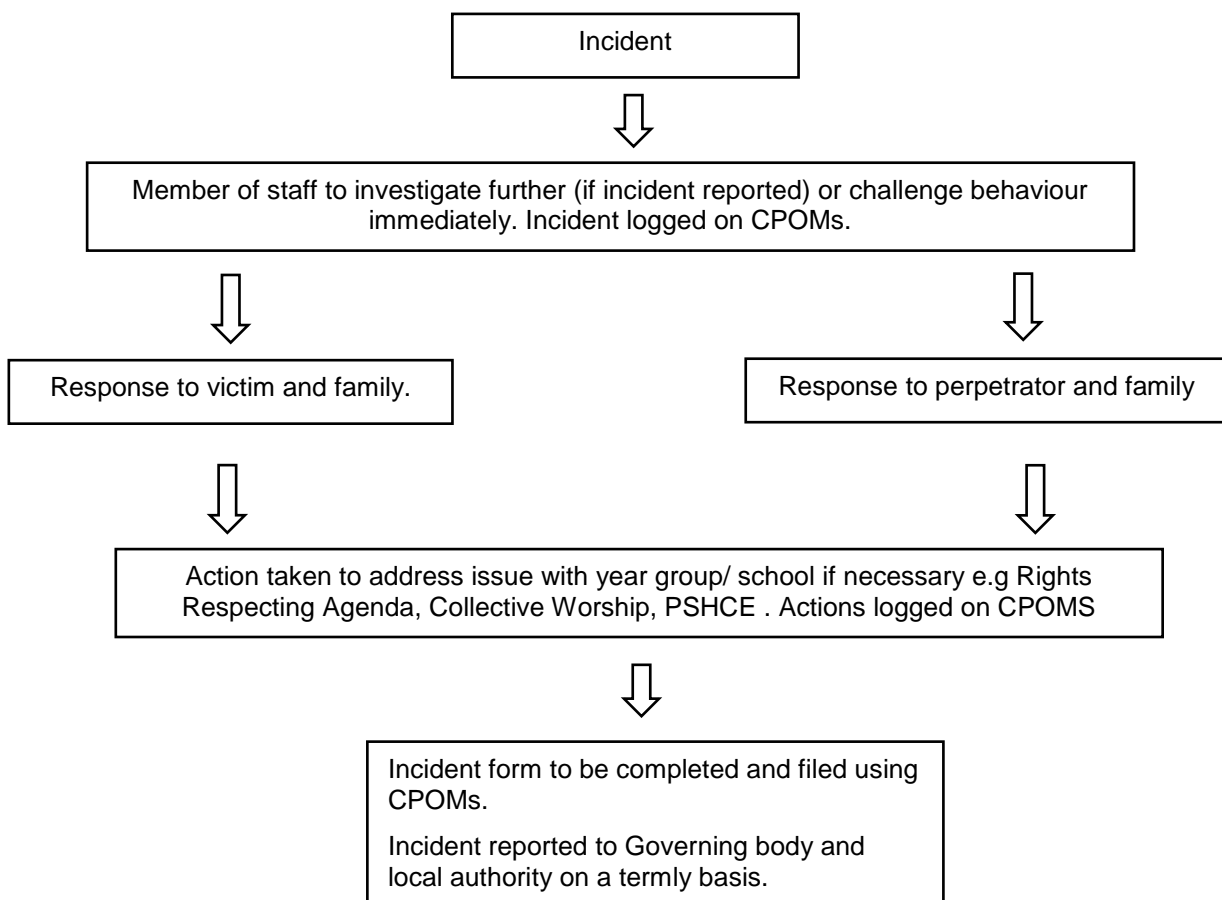 Incident
Member of staff to investigate further (if incident reported) or challenge behaviour
immediately. Incident logged on CPOMs.
Response to victim and family.
Response to perpetrator and family
Action taken to address issue with year group/ school if necessary e.g Rights
Respecting Agenda, Collective Worship, PSHCE . Actions logged on CPOMS
Incident form to be completed and filed using
CPOMs.
Incident reported to Governing body and
local authority on a termly basis.